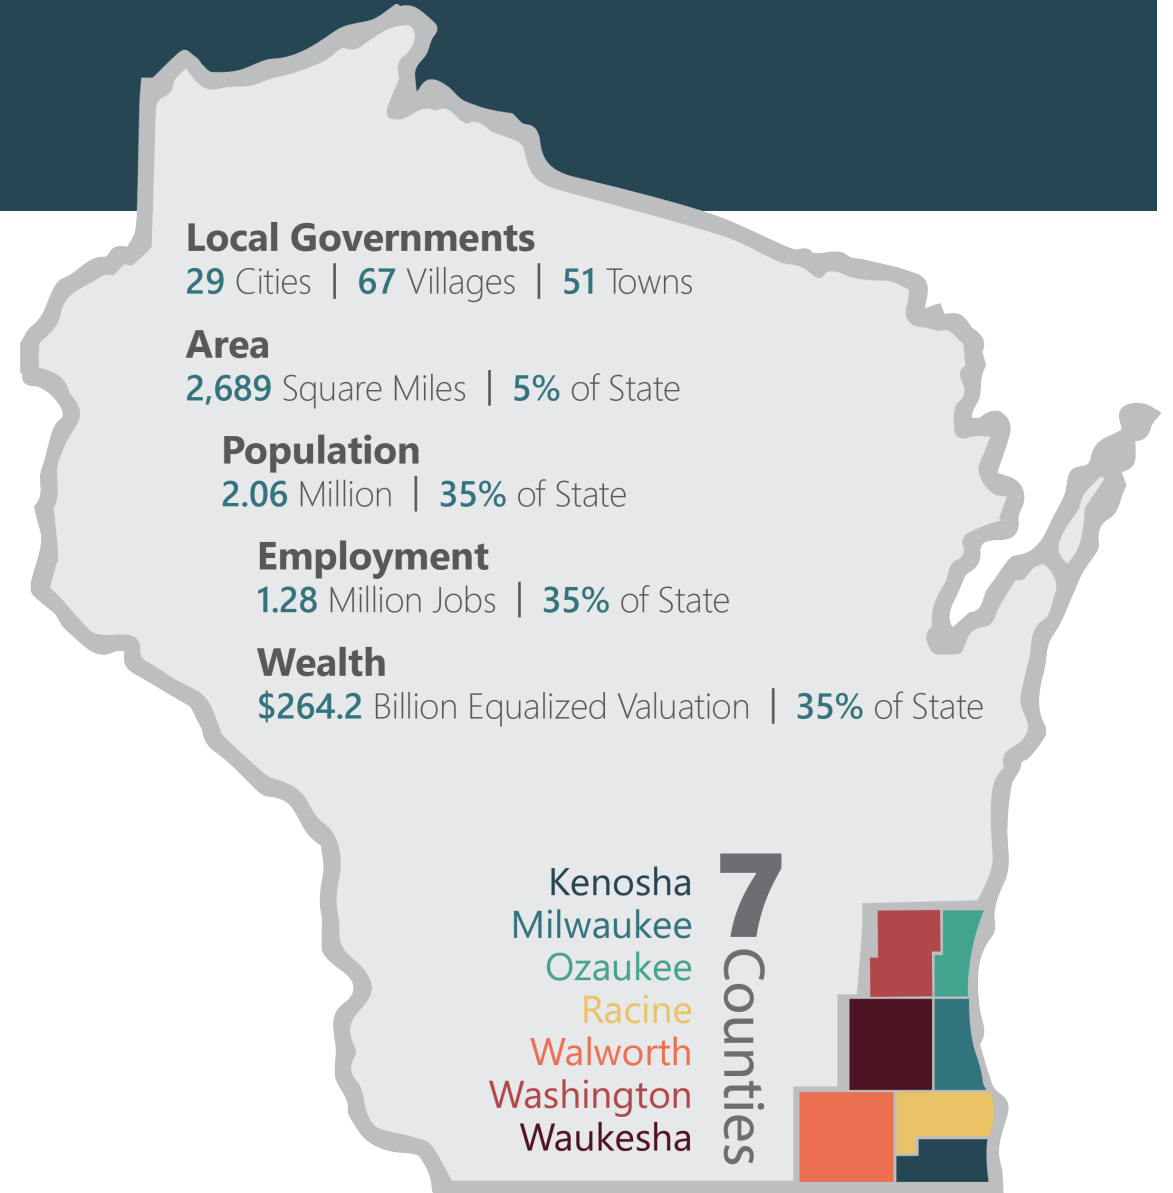 Local Governments
29 Cities | 67 Villages | 51 Towns
Area
2,689 Square Miles | 5% of State
Population
2.06 Million | 35% of State
Employment
1.28 Million Jobs | 35% of State
Wealth
$264.2 Billion Equalized Valuation | 35% of State
7
Counties
Kenosha
Milwaukee
Ozaukee
Racine
Walworth
Washington
Waukesha